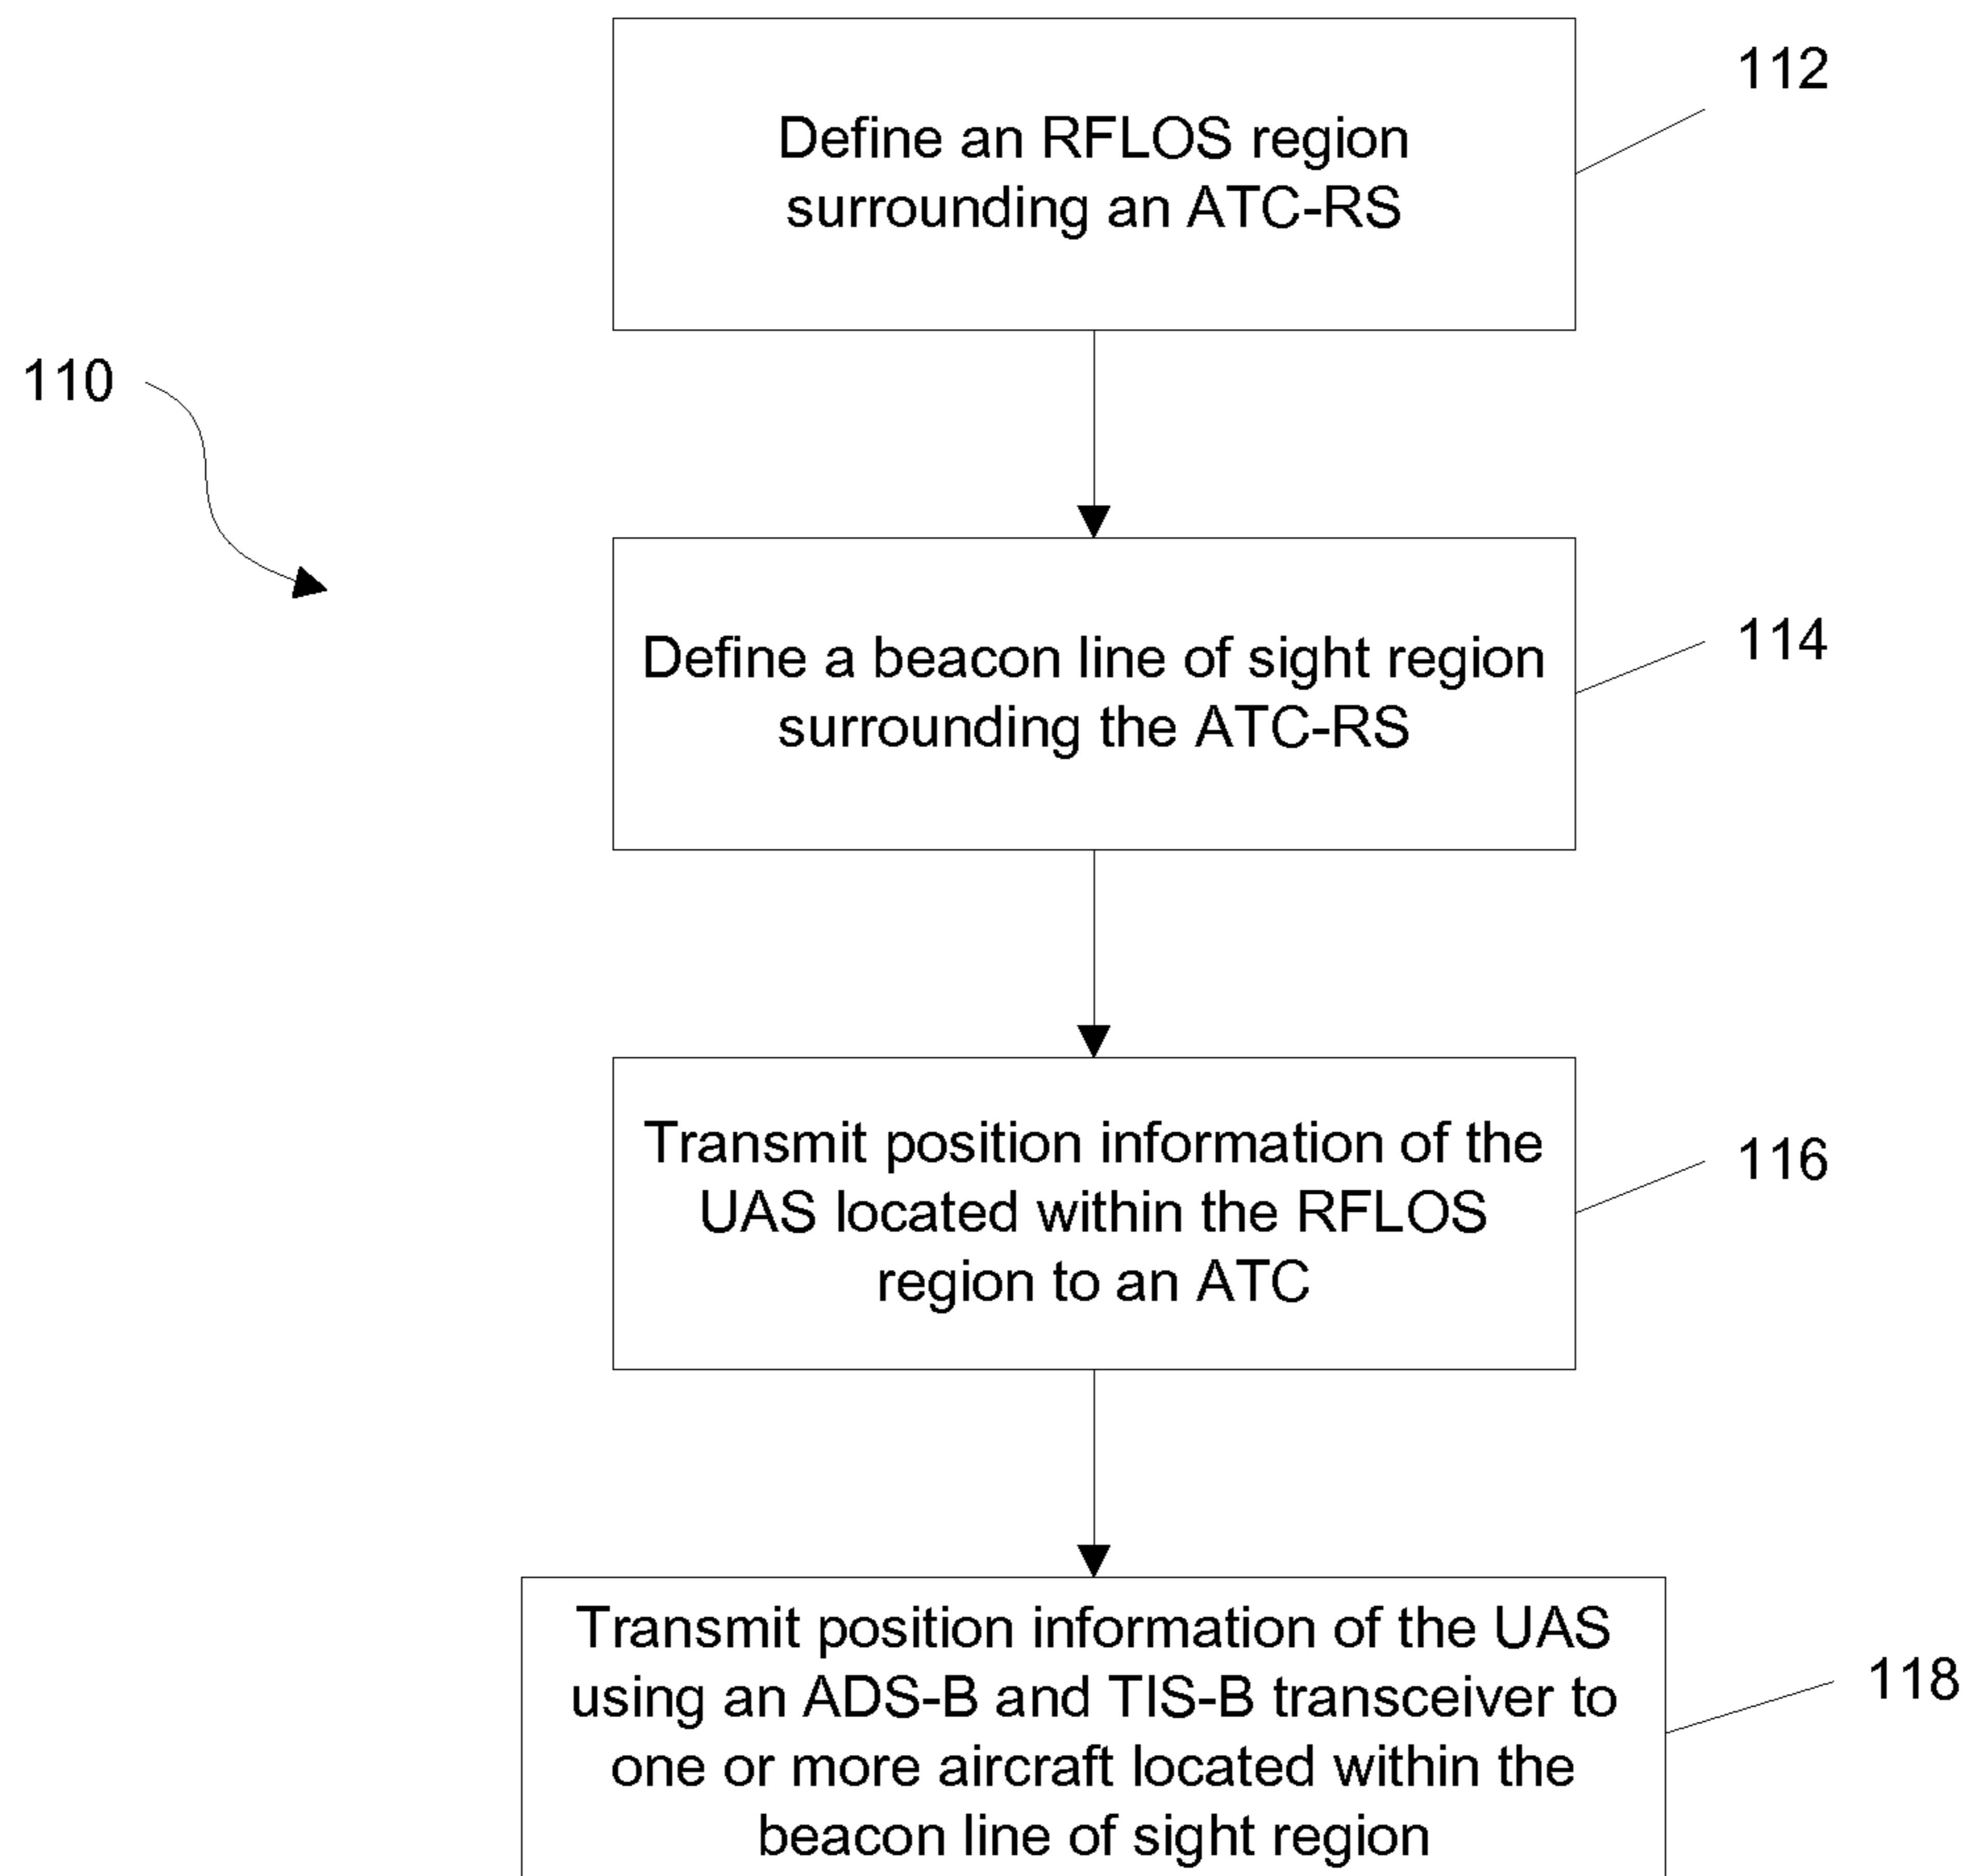 Define an RFLOS region
surrounding an ATC-RS
112
110
Define a beacon line of sight region
surrounding the ATC-RS
114
Transmit position information of the
UAS located within the RFLOS
region to an ATC
116
Transmit position information of the UAS
using an ADS-B and TIS-B transceiver to
one or more aircraft located within the
beacon line of sight region
118